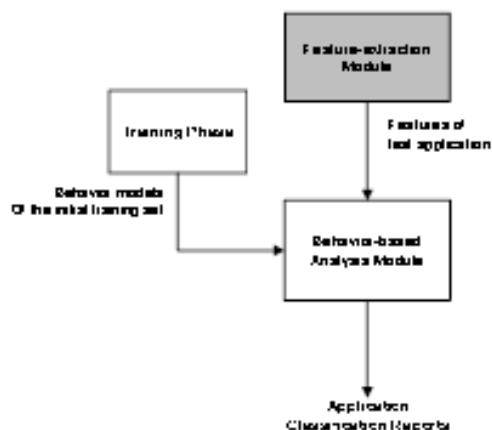 Feature-extraction
Module
Training Phase
Features of
test application
Behavior models
Of the initial training set
Behavior-based
Analysis Module
Application
Classification Reports